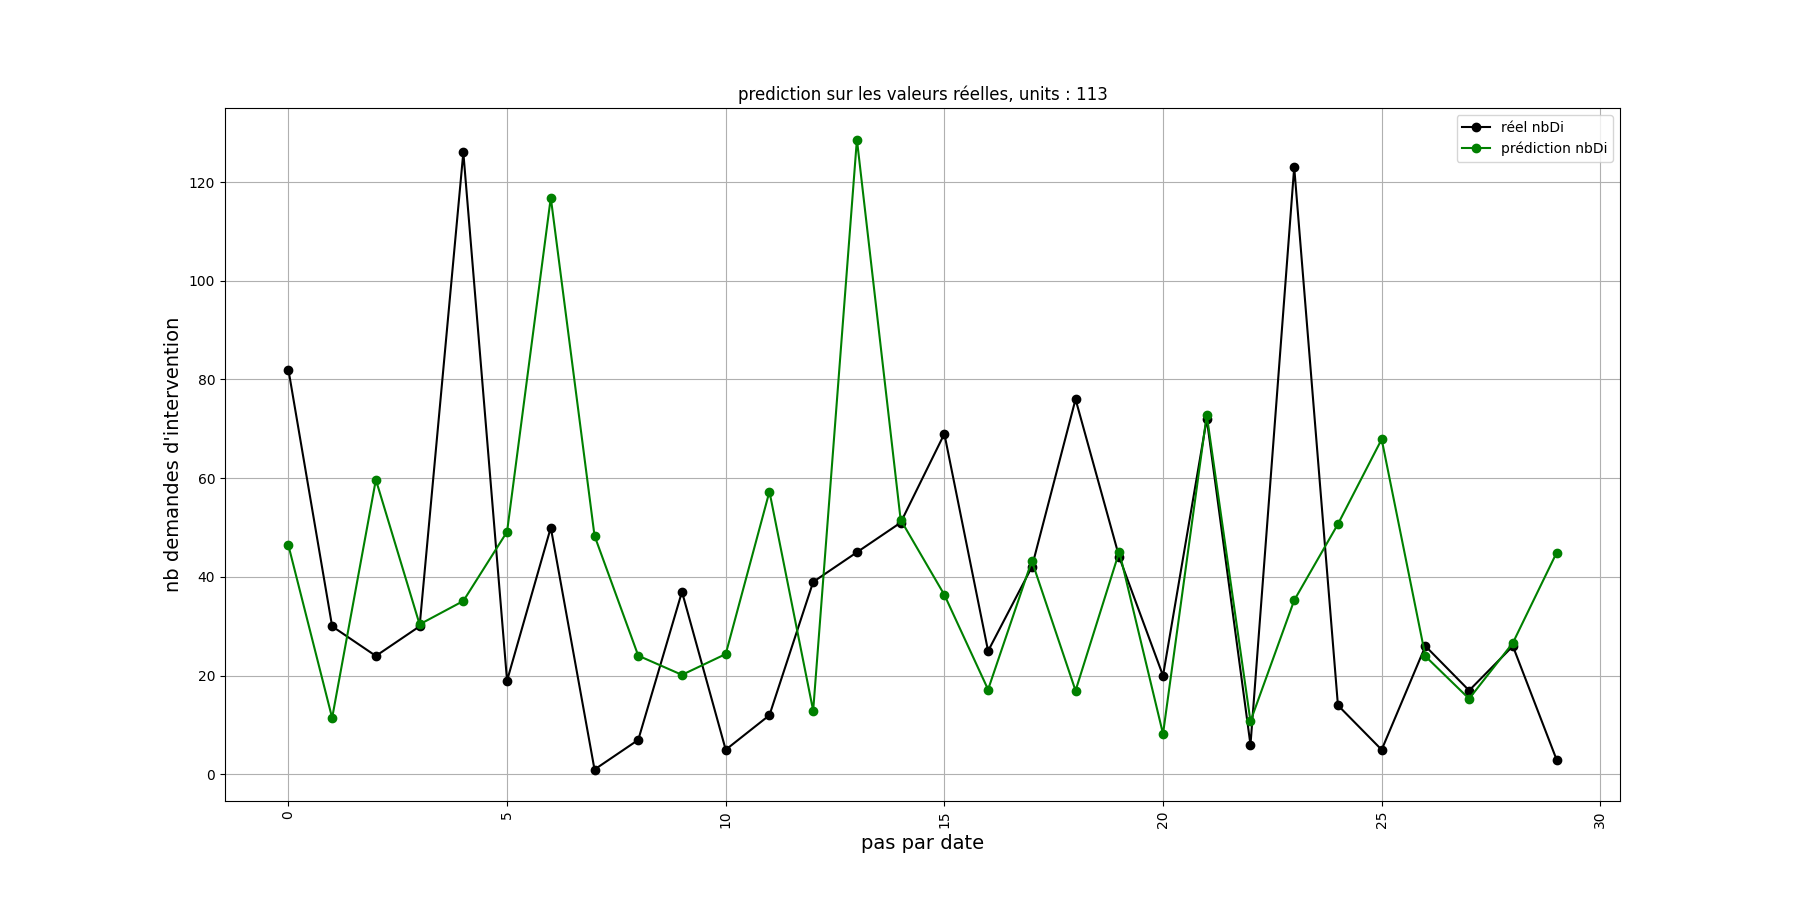 prediction sur les valeurs réelles, units : 113
réel nbDi
prédiction nbDi
nb demandes d'intervention
120
100
80
60
40
20
0
0
5
10
15
20
25
30
pas par date